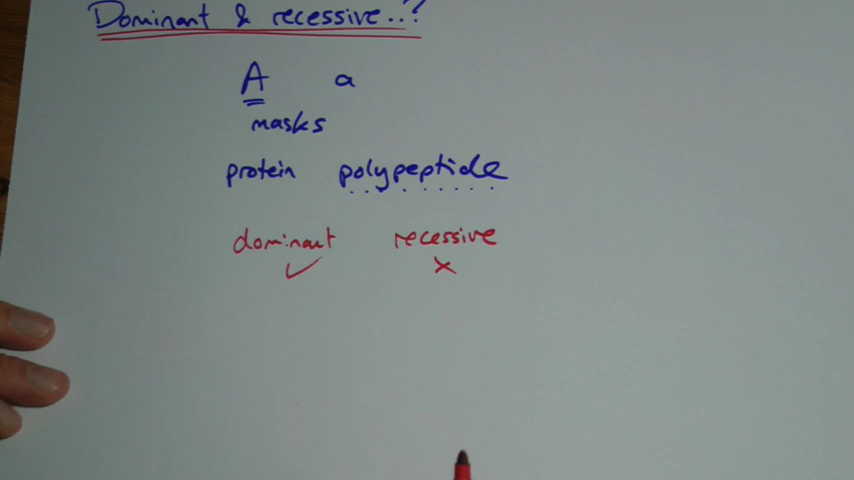 Dominant & recessive..?
A a
masks
protein polypeptide
dominant recessive
✓ ×